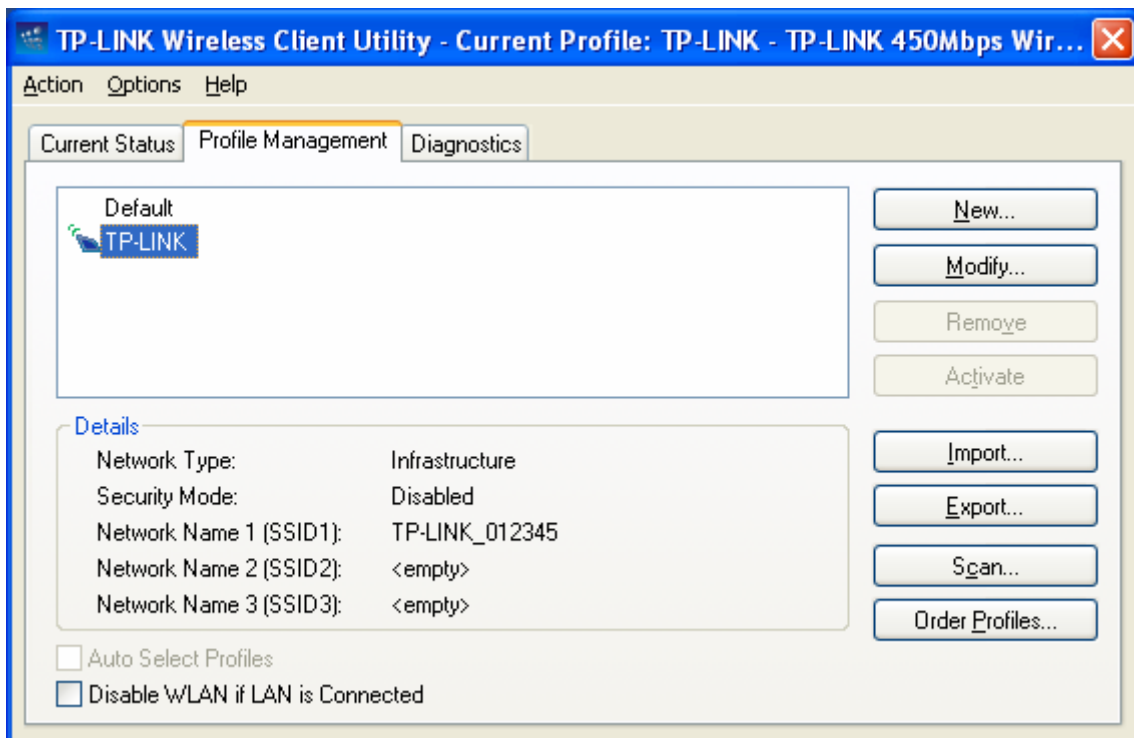 TP-LINK Wireless Client Utility - Current Profile: TP-LINK - TP-LINK 450Mbps Wir...
Action Options Help
Current Status Profile Management Diagnostics
Default
TP-LINK
New...
Modify...
Remove
Activate
Details
Network Type: Infrastructure
Security Mode: Disabled
Network Name 1 (SSID1): TP-LINK_012345
Network Name 2 (SSID2): <empty>
Network Name 3 (SSID3): <empty>
Import...
Export...
Scan...
Order Profiles...
Auto Select Profiles
Disable WLAN if LAN is Connected